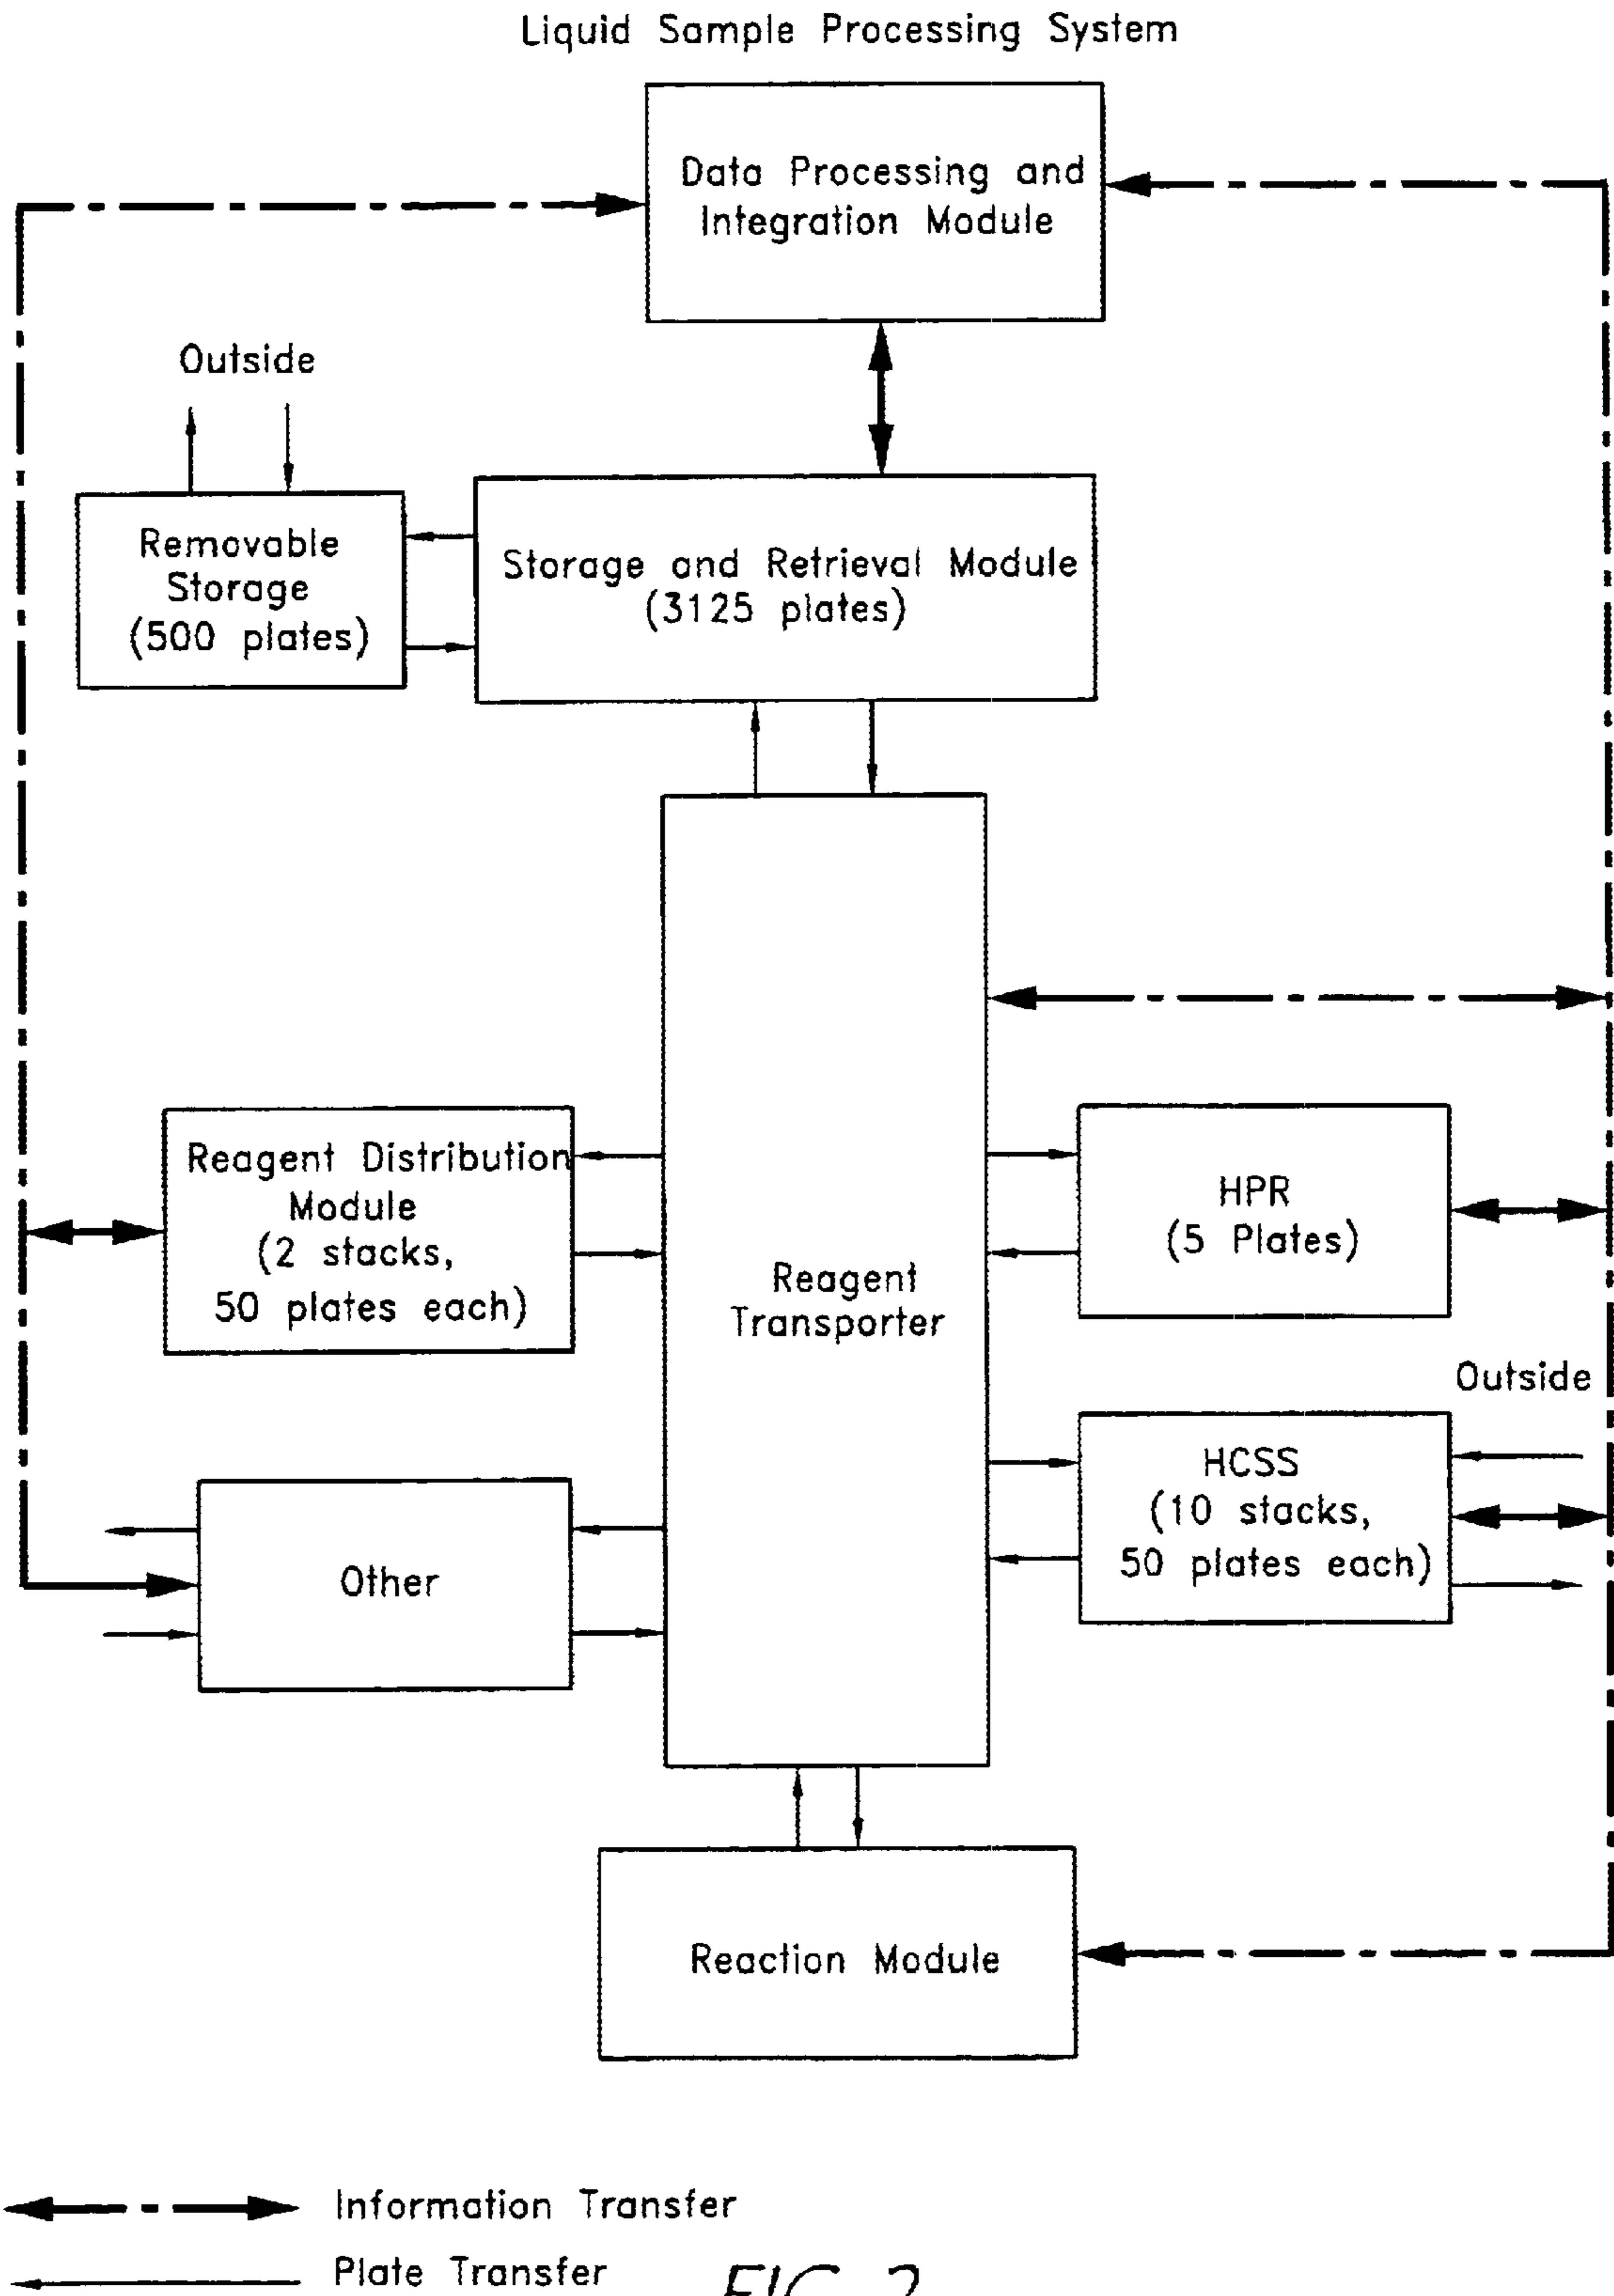 Liquid Sample Processing System
Data Processing and
Integration Module
Outside
Removable
Storage
(500 plates)
Storage and Retrieval Module
(3125 plates)
Reagent Distribution
Module
(2 stacks,
50 plates each)
HPR
(5 Plates)
Reagent
Transporter
Outside
HCSS
(10 stacks,
50 plates each)
Other
Reaction Module
Information Transfer
Plate Transfer
FIG. 2